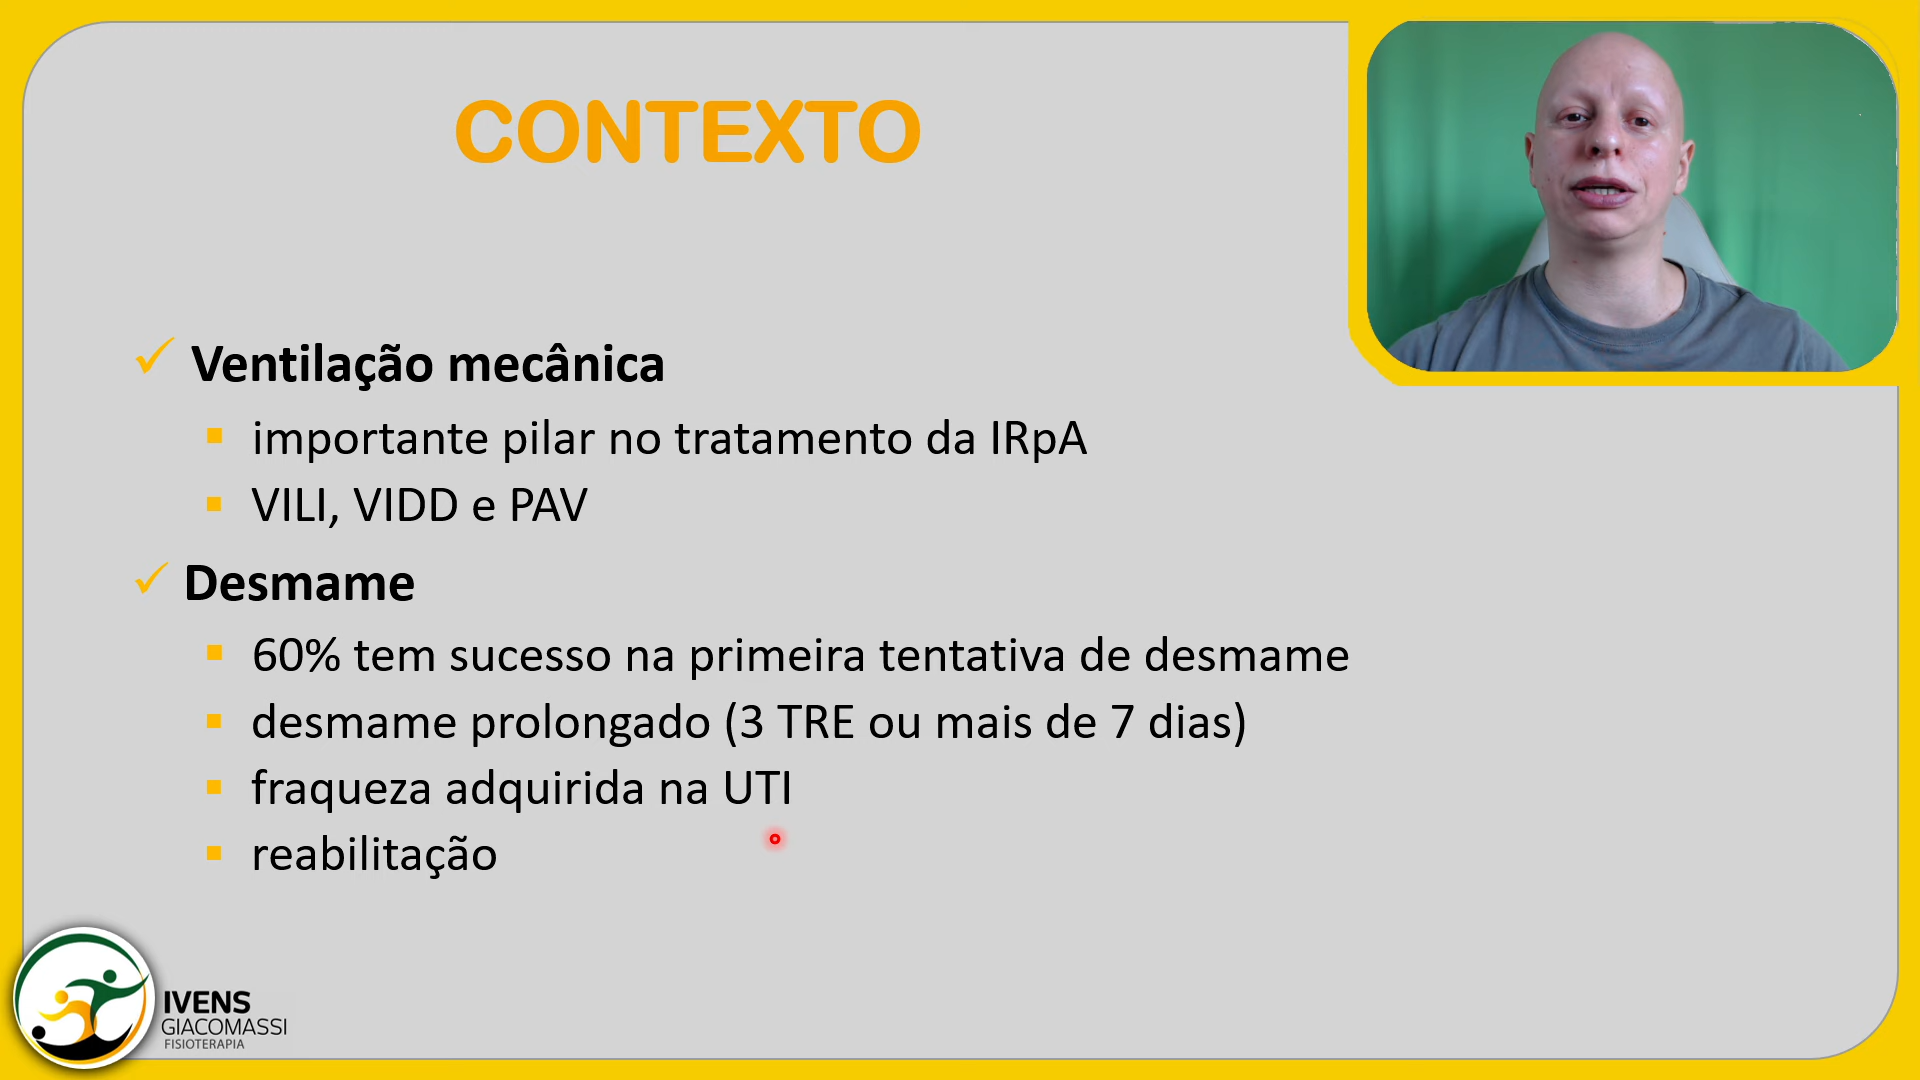 CONTEXTO
Ventilação mecânica
importante pilar no tratamento da IRpA
VILI, VIDD e PAV
Desmame
60% tem sucesso na primeira tentativa de desmame
desmame prolongado (3 TRE ou mais de 7 dias)
fraqueza adquirida na UTI
reabilitação
IVENS
GIACOMASSI
FISIOTERAPIA